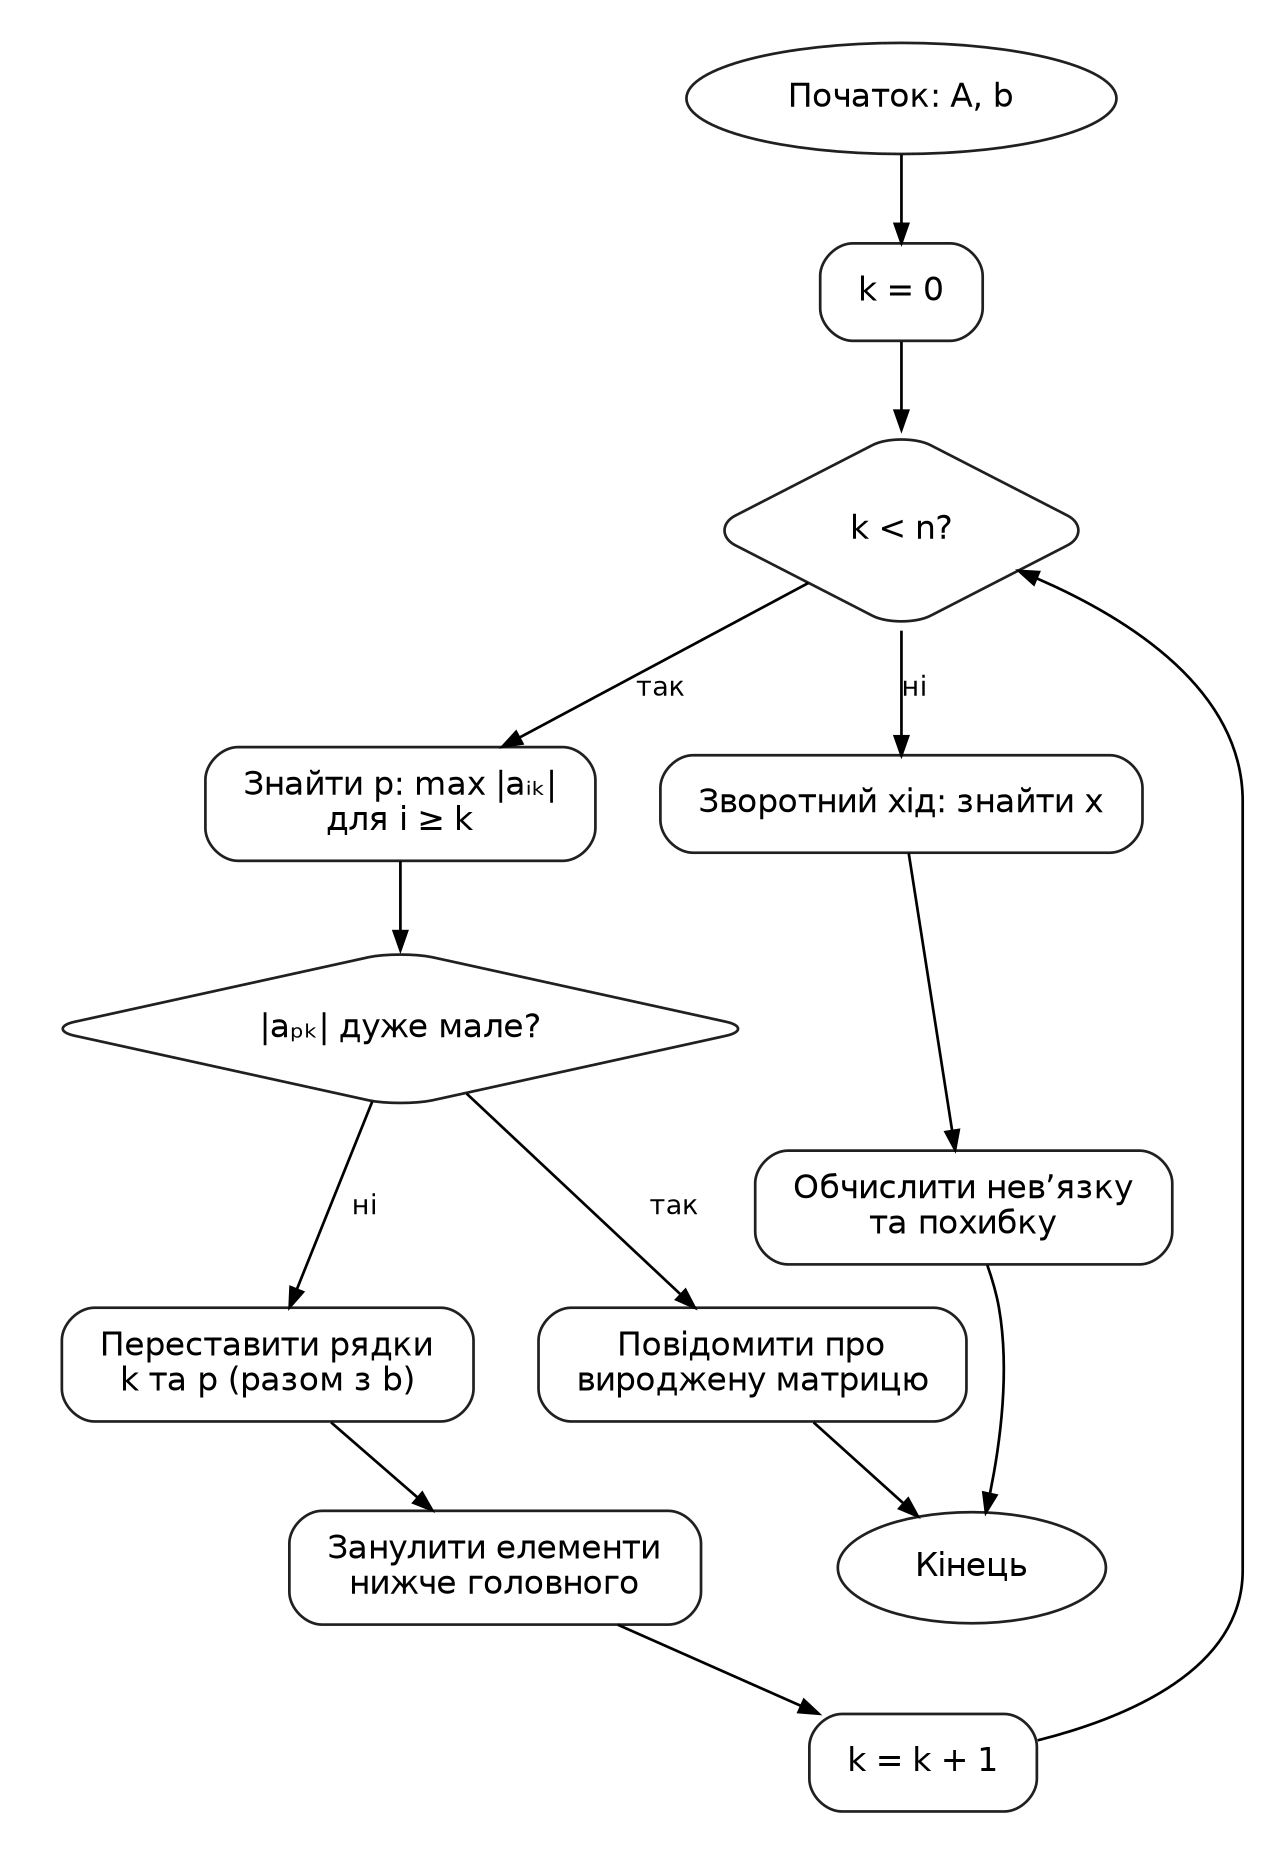 Початок: A, b
k = 0
k < n?
так
ні
Знайти p: max |aᵢₖ|
для i ≥ k
Зворотний хід: знайти x
|aₚₖ| дуже мале?
ні
так
Обчислити нев’язку
та похибку
Переставити рядки
k та p (разом з b)
Повідомити про
вироджену матрицю
Занулити елементи
нижче головного
Кінець
k = k + 1